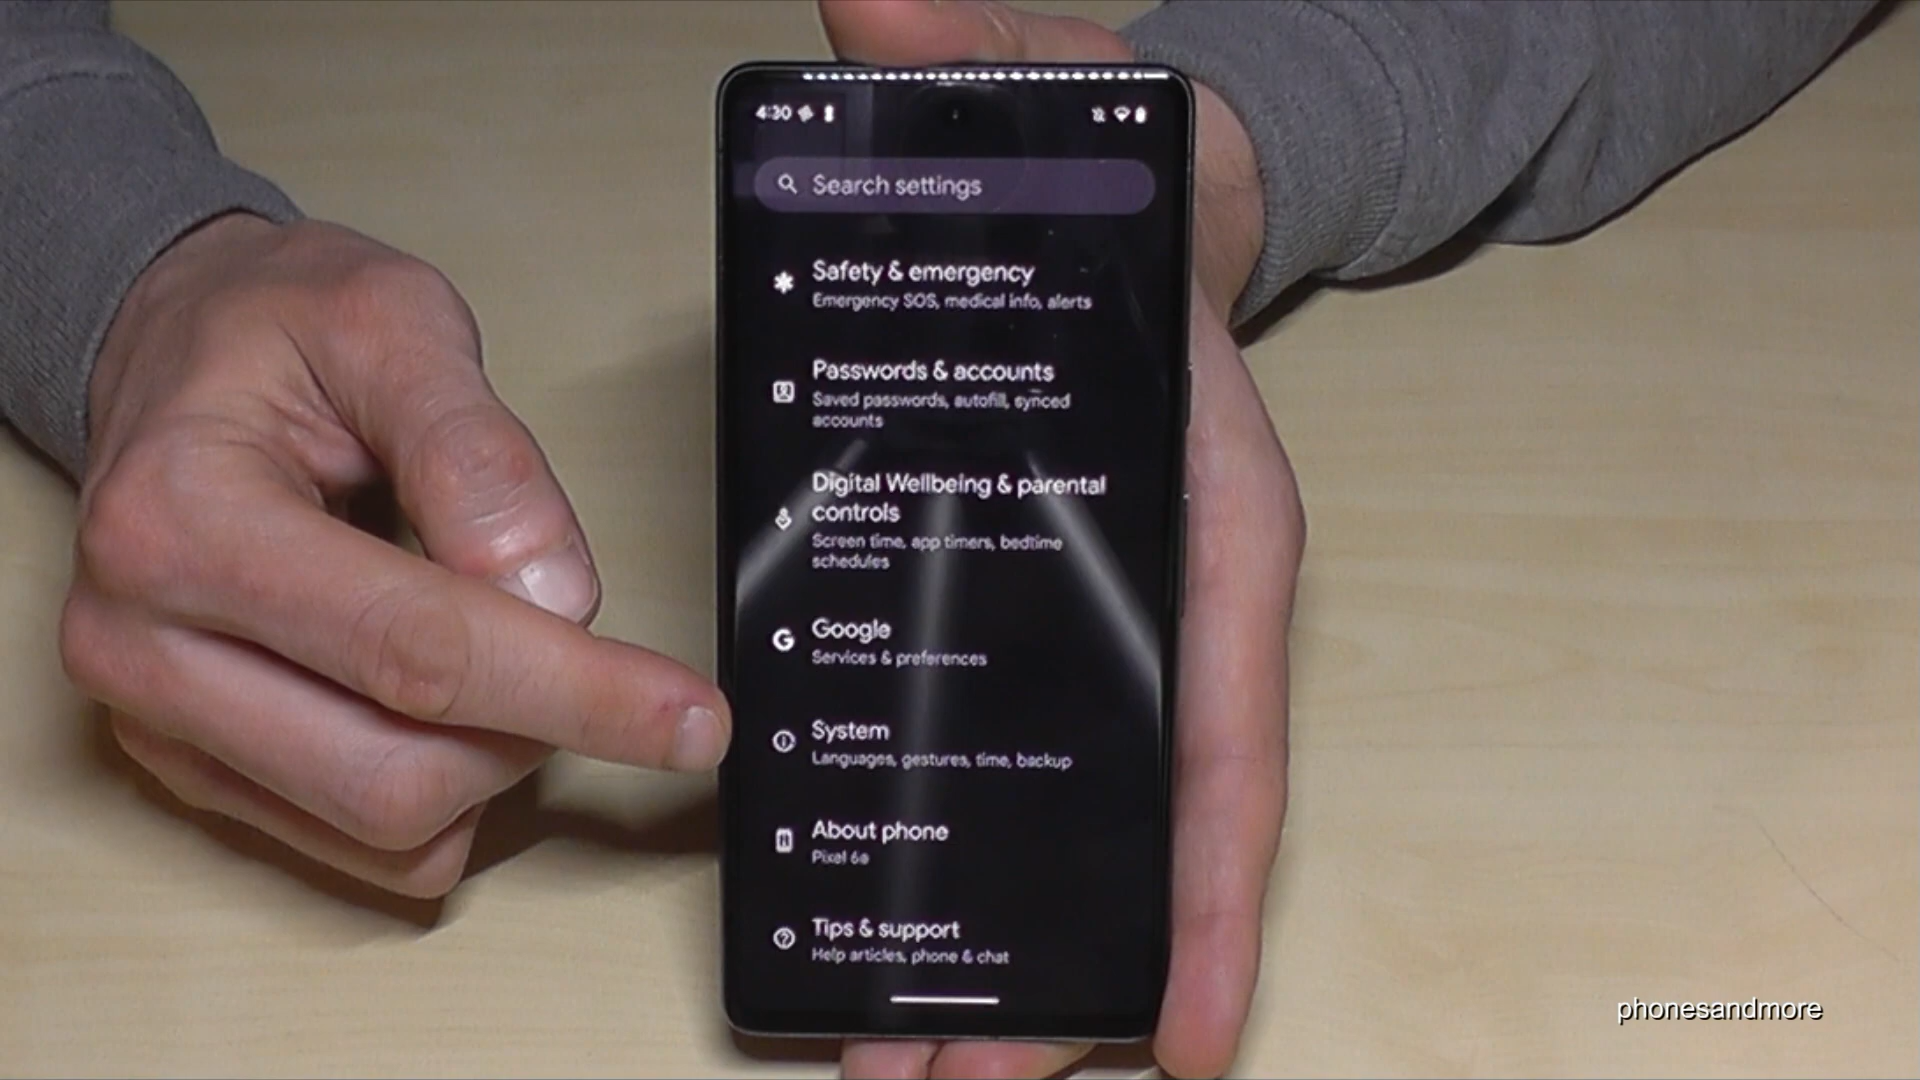 4:30
Search settings
Safety & emergency
Emergency SOS, medical info, alerts
Passwords & accounts
Saved passwords, autofill, synced
accounts
Digital Wellbeing & parental
controls
Screen time, app timers, bedtime
schedules
Google
Services & preferences
System
Languages, gestures, time, backup
About phone
Pixel 6a
Tips & support
Help articles, phone & chat
phonesandmore